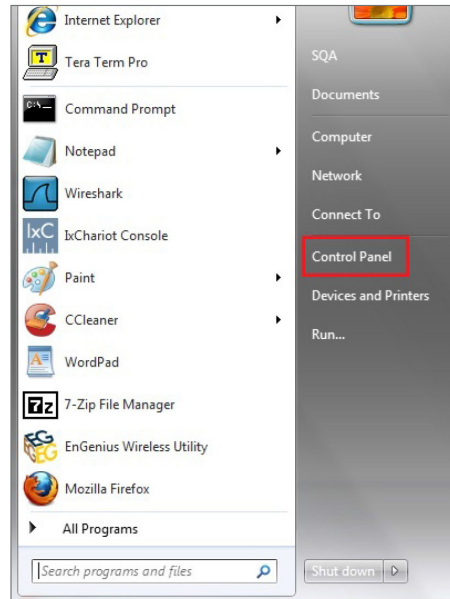 Internet Explorer
Tera Term Pro
Command Prompt
Notepad
Wireshark
IxC
IxChariot Console
Paint
CCleaner
WordPad
7z
7-Zip File Manager
EnGenius Wireless Utility
Mozilla Firefox
All Programs
Search programs and files
SQA
Documents
Computer
Network
Connect To
Control Panel
Devices and Printers
Run...
Shut down